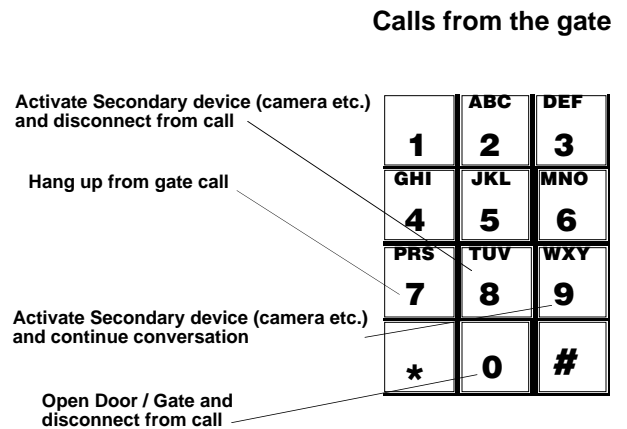 Calls from the gate
Activate Secondary device (camera etc.)
and disconnect from call
Hang up from gate call
Activate Secondary device (camera etc.)
and continue conversation
Open Door / Gate and
disconnect from call
ABC DEF
1 2 3
GHI JKL MNO
4 5 6
PRS TUV WXY
7 8 9
* 0 #